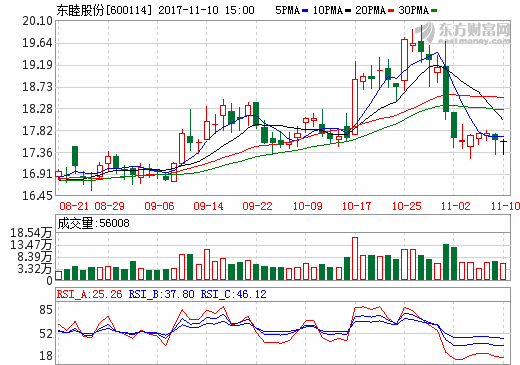 东睦股份[600114] 2017-11-10 15:00 5PMA 10PMA 20PMA 30PMA
东方财富网
eastmoney.com
20.10
19.64
19.19
18.73
18.28
17.82
17.36
16.91
16.45
08-21 08-29 09-06 09-14 09-22 10-09 10-17 10-25 11-02 11-10
成交量:56008
18.54万
13.47万
8.39万
3.32万
0
RSI_A:25.26 RSI_B:37.80 RSI_C:46.12
85
52
18